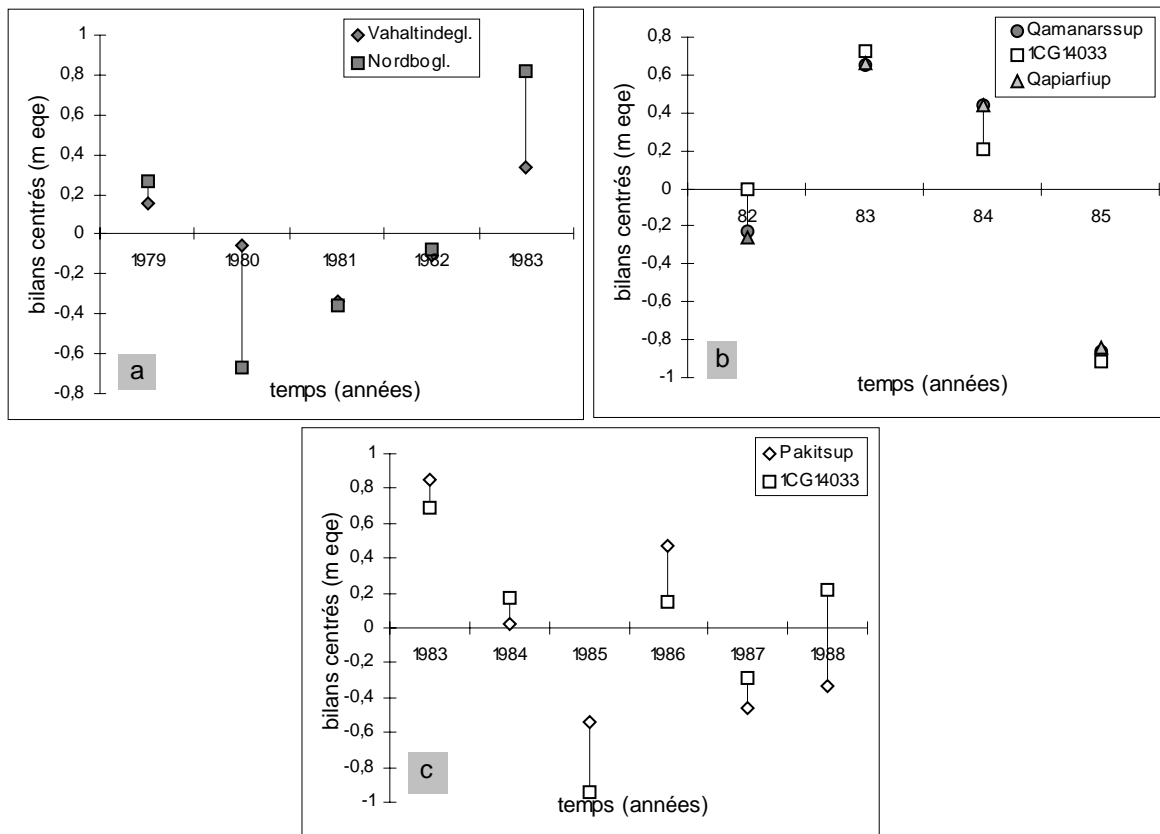 bilans centrés (m eqe)
1
0,8
0,6
0,4
0,2
0
-0,2
-0,4
-0,6
-0,8
1979
1980
1981
1982
1983
Vahaltindegl.
Nordbogl.
a
temps (années)
bilans centrés (m eqe)
0,8
0,6
0,4
0,2
0
-0,2
-0,4
-0,6
-0,8
-1
82
83
84
85
Qamanarssup
1CG14033
Qapiarfiup
b
temps (années)
bilans centrés (m eqe)
1
0,8
0,6
0,4
0,2
0
-0,2
-0,4
-0,6
-0,8
-1
1983
1984
1985
1986
1987
1988
Pakitsup
1CG14033
c
temps (années)